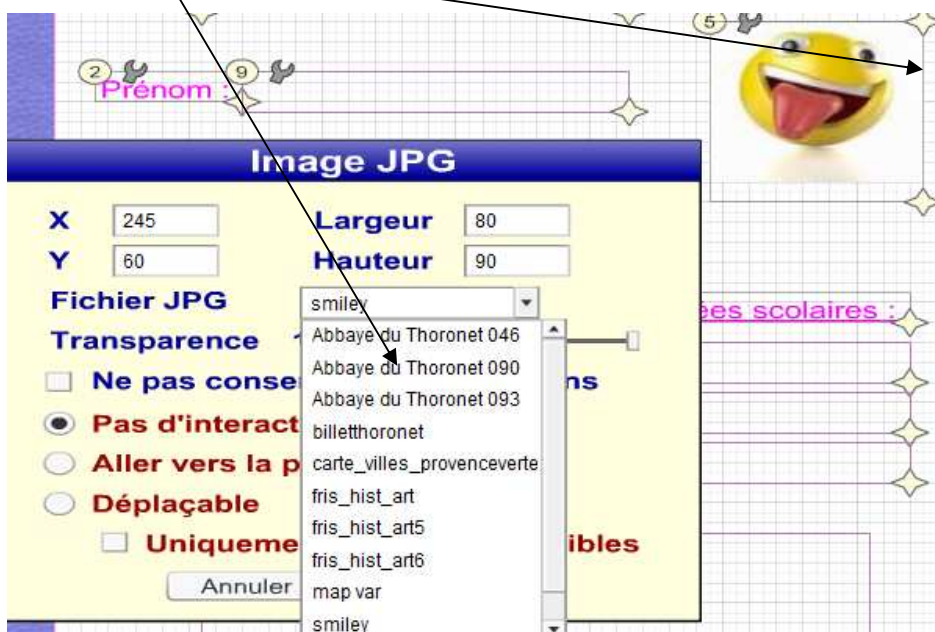 5
2 9
Prénom :
Image JPG
X 245 Largeur 80
Y 60 Hauteur 90
Fichier JPG smiley
ées scolaires :
Transparence
Abbaye du Thoronet 046
Abbaye du Thoronet 090
Ne pas conse ns
Abbaye du Thoronet 093
Pas d'interact
billetthoronet
Aller vers la p
carte_villes_provenceverte
Déplaçable
fris_hist_art
fris_hist_art5
Uniqueme ibles
fris_hist_art6
Annuler
map var
smiley